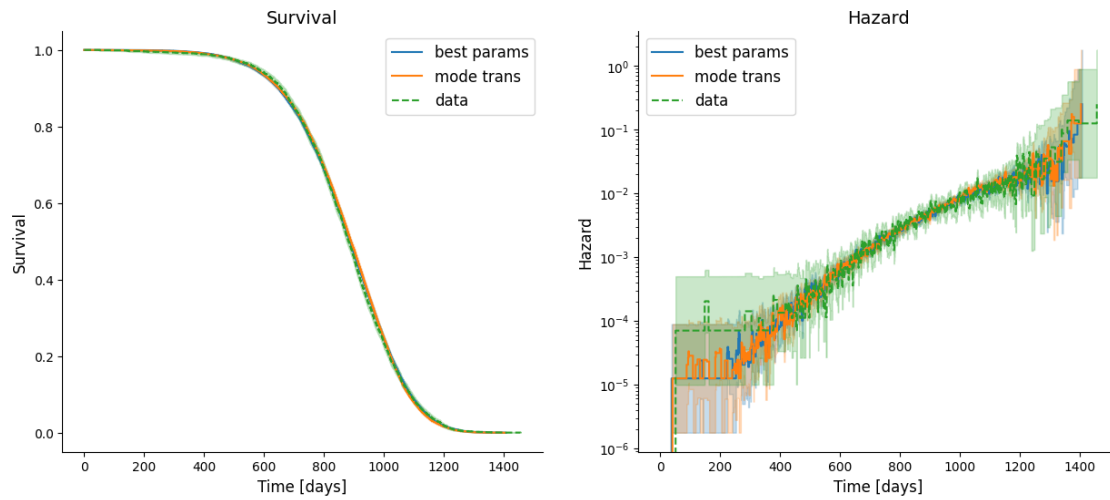 Survival
1.0
0.8
0.6
0.4
0.2
0.0
Survival
0 200 400 600 800 1000 1200 1400
Time [days]
best params
mode trans
data
Hazard
10⁰
10⁻¹
10⁻²
10⁻³
10⁻⁴
10⁻⁵
10⁻⁶
Hazard
0 200 400 600 800 1000 1200 1400
Time [days]
best params
mode trans
data